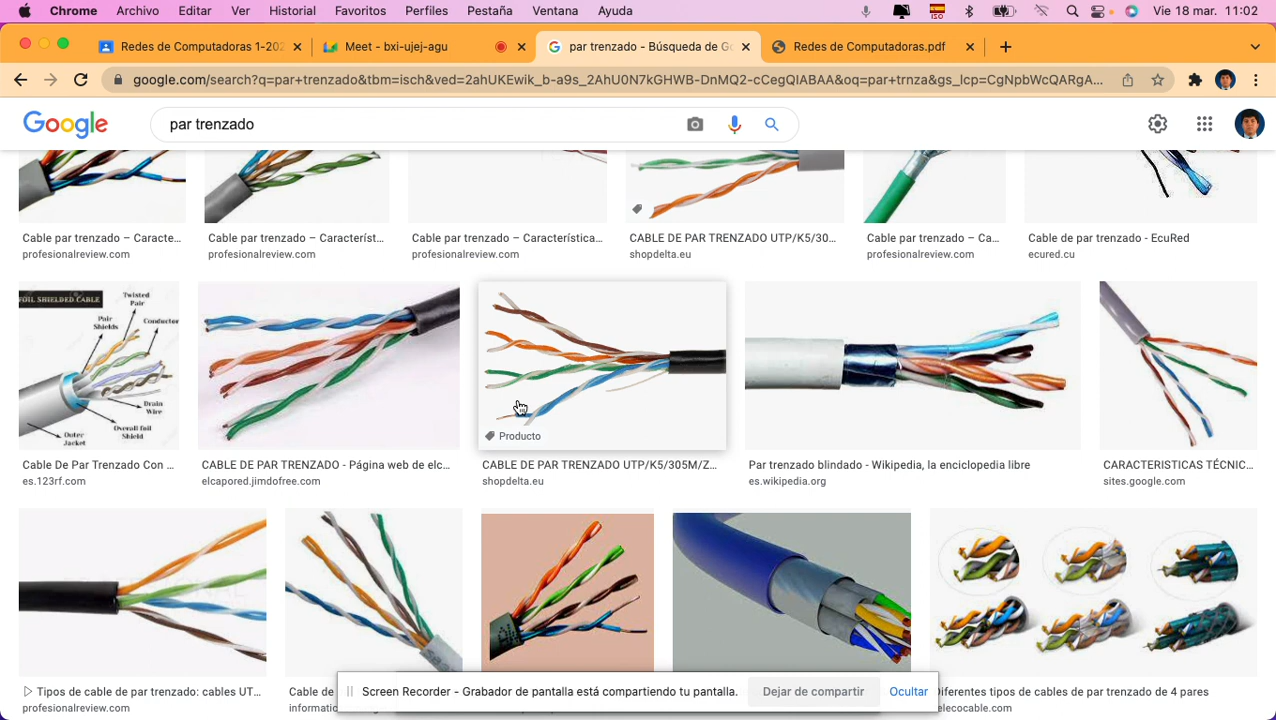 Chrome Archivo Editar Ver Historial Favoritos Perfiles Pestaña Ventana Ayuda ISO Vie 18 mar. 11:02
Redes de Computadoras 1-202 Meet - bxi-ujej-agu par trenzado - Búsqueda de Go Redes de Computadoras.pdf
google.com/search?q=par+trenzado&tbm=isch&ved=2ahUKEwik_b-a9s_2AhU0N7kGHWB-DnMQ2-cCegQIABAA&oq=par+trnza&gs_lcp=CgNpbWcQARgA...
Google par trenzado
Cable par trenzado – Caracte... Cable par trenzado – Característ... Cable par trenzado – Característica... CABLE DE PAR TRENZADO UTP/K5/30... Cable par trenzado – Ca... Cable de par trenzado - EcuRed
profesionalreview.com profesionalreview.com profesionalreview.com shopdelta.eu profesionalreview.com ecured.cu
FOIL SHIELDED CABLE
Twisted
Pair
Pair
Shields
Conductor
Drain
Wire
Overall foil
Shield
Outer
Jacket
Producto
Cable De Par Trenzado Con ... CABLE DE PAR TRENZADO - Página web de elc... CABLE DE PAR TRENZADO UTP/K5/305M/Z... Par trenzado blindado - Wikipedia, la enciclopedia libre CARACTERISTICAS TÉCNIC...
es.123rf.com elcapored.jimdofree.com shopdelta.eu es.wikipedia.org sites.google.com
Tipos de cable de par trenzado: cables UT... Cable de Diferentes tipos de cables de par trenzado de 4 pares
profesionalreview.com informatic elecocable.com
Screen Recorder - Grabador de pantalla está compartiendo tu pantalla. Dejar de compartir Ocultar